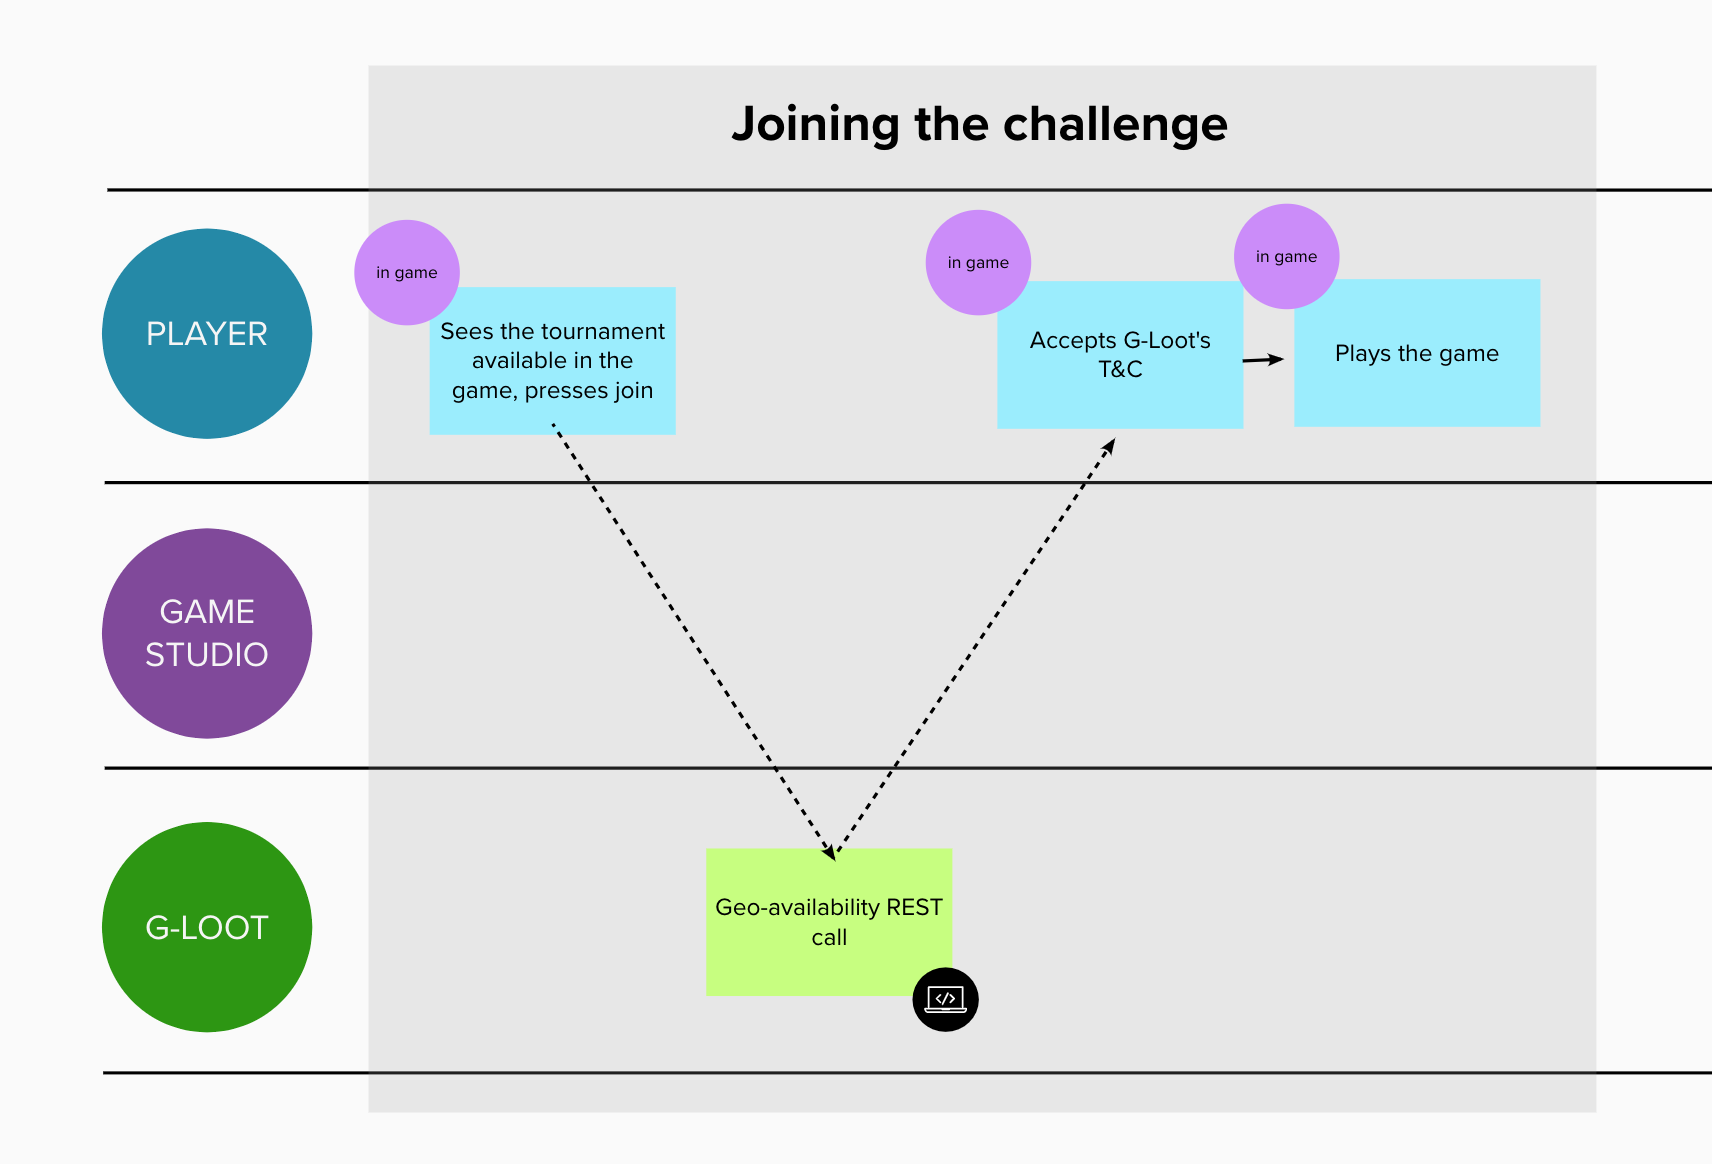 Joining the challenge
PLAYER
in game
Sees the tournament
available in the
game, presses join
in game
Accepts G-Loot's
T&C
in game
Plays the game
GAME
STUDIO
G-LOOT
Geo-availability REST
call
</>